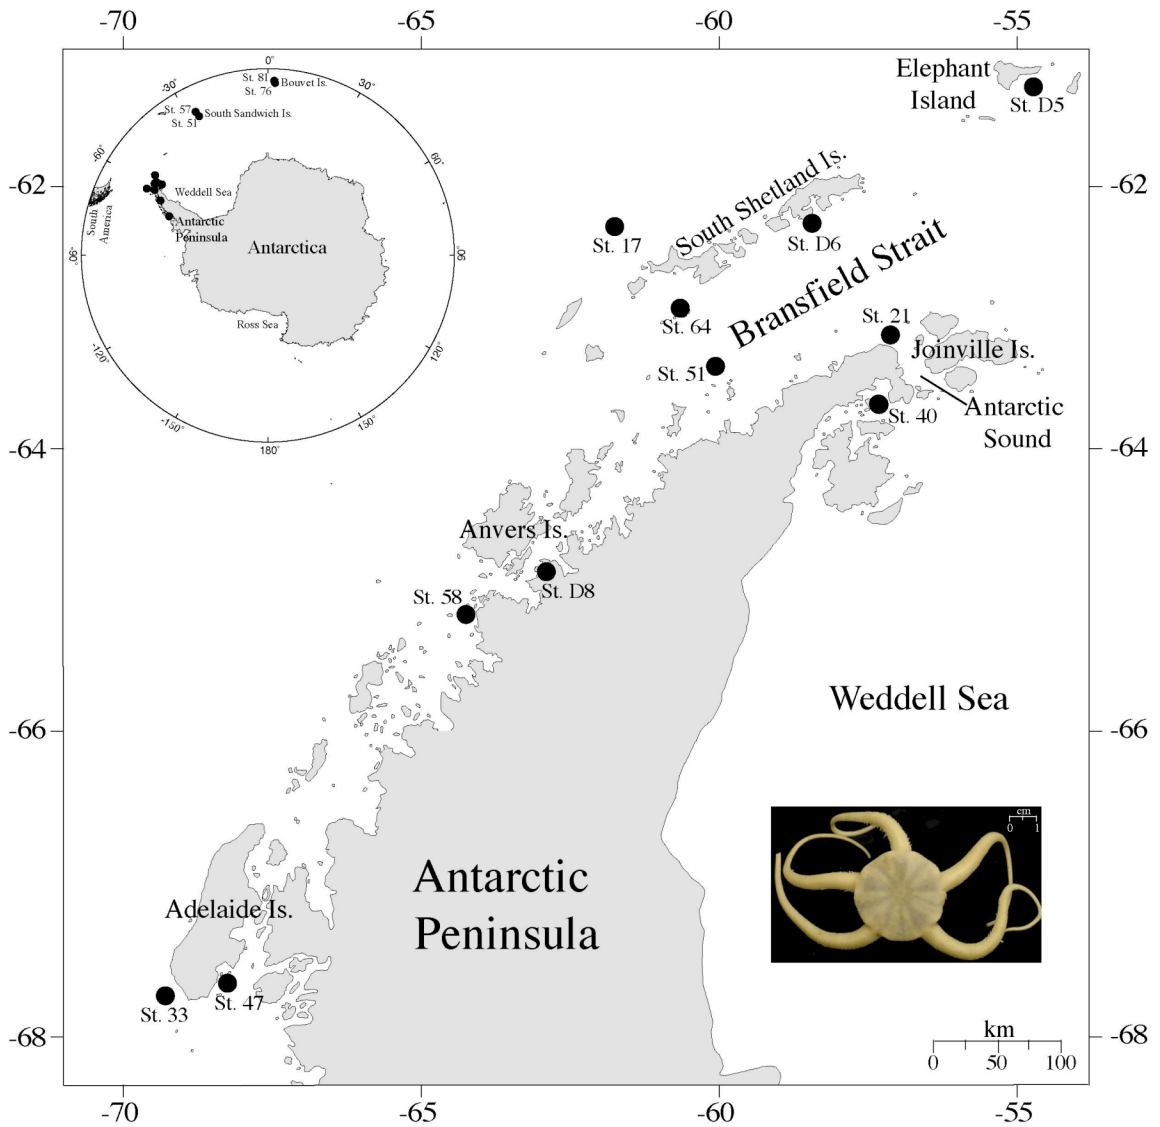 -70
-65
-60
-55
0°
St. 81
Bouvet Is.
St. 76
-30°
30°
St. 57
South Sandwich Is.
St. 51
-60°
60°
Weddell Sea
South
America
Antarctic
Peninsula
Antarctica
-90°
90°
Ross Sea
-120°
120°
-150°
150°
180°
Elephant
Island
St. D5
-62
-62
South Shetland Is.
St. 17
St. D6
Bransfield Strait
St. 64
St. 21
Joinville Is.
St. 51
Antarctic
Sound
St. 40
-64
-64
Anvers Is.
St. D8
St. 58
Weddell Sea
-66
-66
cm
0 1
Antarctic
Peninsula
Adelaide Is.
St. 33
St. 47
km
0 50 100
-68
-68
-70
-65
-60
-55